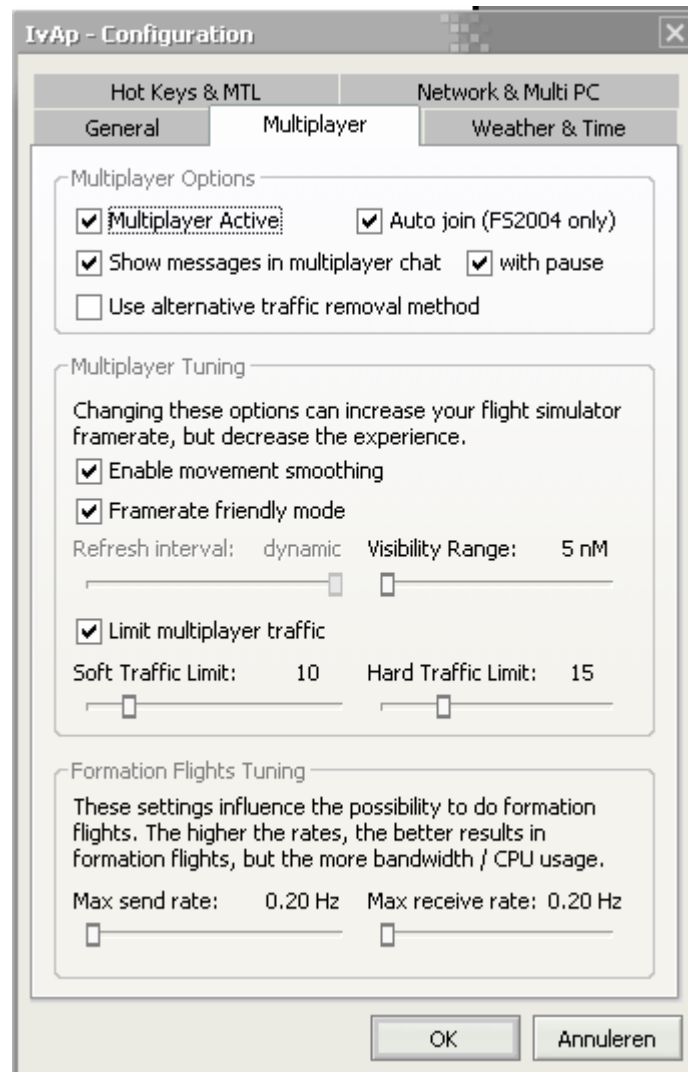 IvAp - Configuration
Hot Keys & MTL
Network & Multi PC
General
Multiplayer
Weather & Time
Multiplayer Options
Multiplayer Active
Auto join (FS2004 only)
Show messages in multiplayer chat
with pause
Use alternative traffic removal method
Multiplayer Tuning
Changing these options can increase your flight simulator
framerate, but decrease the experience.
Enable movement smoothing
Framerate friendly mode
Refresh interval: dynamic
Visibility Range: 5 nM
Limit multiplayer traffic
Soft Traffic Limit: 10
Hard Traffic Limit: 15
Formation Flights Tuning
These settings influence the possibility to do formation
flights. The higher the rates, the better results in
formation flights, but the more bandwidth / CPU usage.
Max send rate: 0.20 Hz
Max receive rate: 0.20 Hz
OK
Annuleren